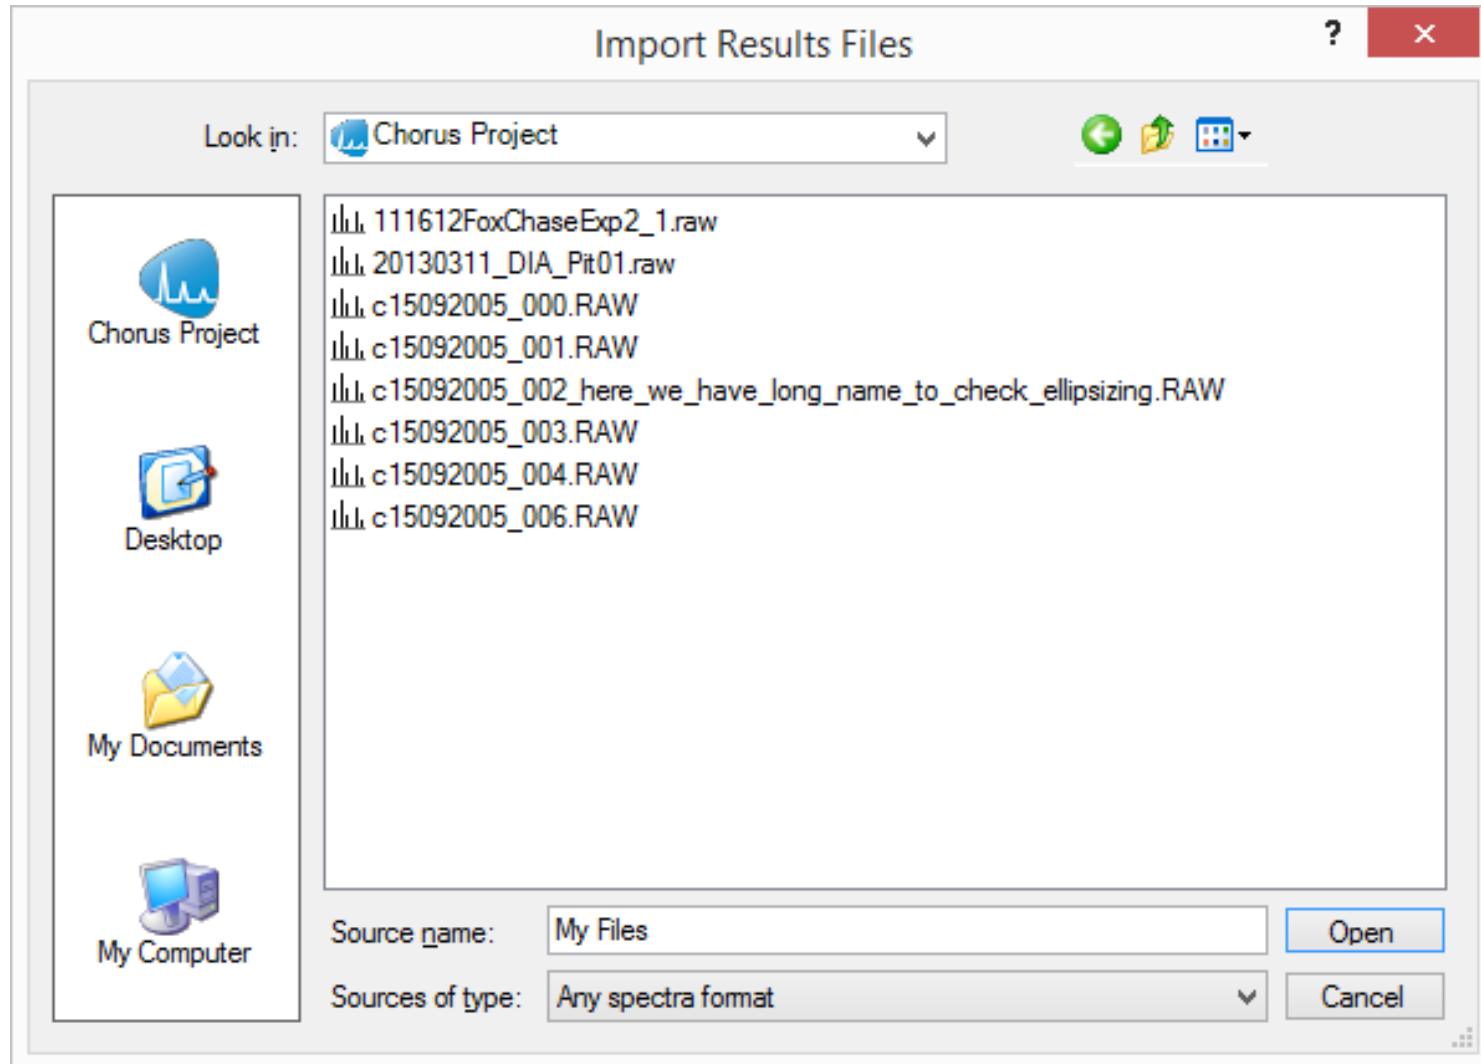 Import Results Files
?
Look in: Chorus Project
111612FoxChaseExp2_1.raw
20130311_DIA_Pit01.raw
c15092005_000.RAW
c15092005_001.RAW
c15092005_002_here_we_have_long_name_to_check_ellipsizing.RAW
c15092005_003.RAW
c15092005_004.RAW
c15092005_006.RAW
Chorus Project
Desktop
My Documents
My Computer
Source name: My Files Open
Sources of type: Any spectra format Cancel